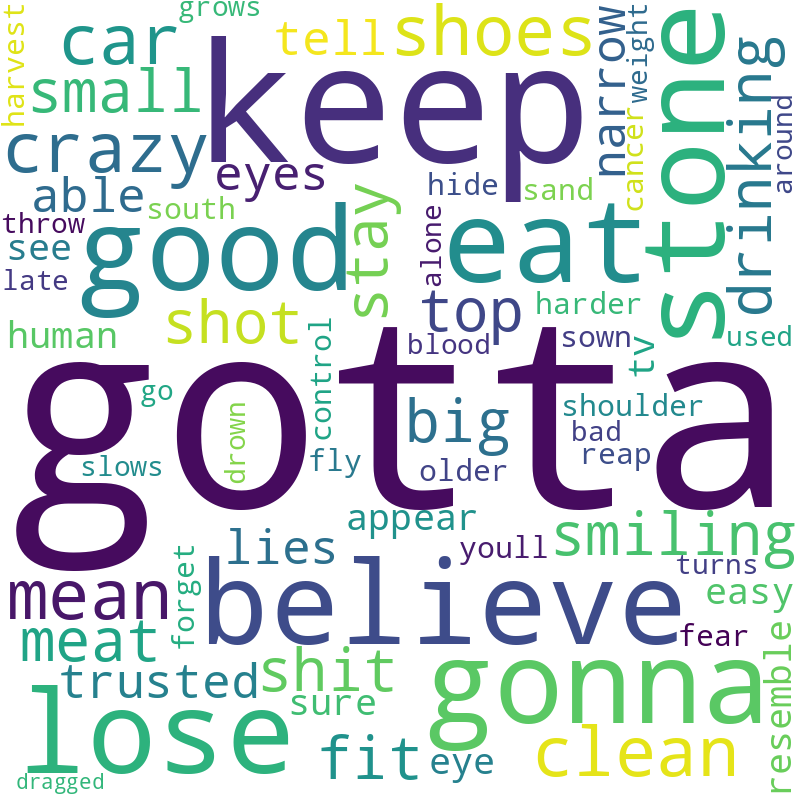 grows
harvest
car
tell
shoes
keep
narrow
weight
stone
drinking
around
small
crazy
eyes
cancer
able
hide
sand
south
throw
see
late
good
stay
alone
eat
shot
top
harder
human
control
blood
sown
tv
used
gotta
go
drown
big
shoulder
bad
reap
slows
fly
older
appear
smiling
lies
youll
turns
forget
believe
mean
easy
meat
fear
resemble
trusted
shit
sure
gonna
lose
fit
eye
clean
dragged